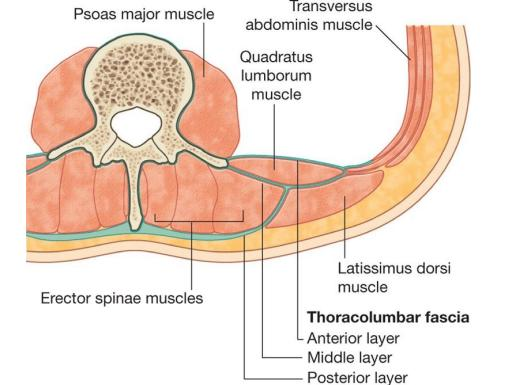 Psoas major muscle
Transversus
abdominis muscle
Quadratus
lumborum
muscle
Latissimus dorsi
muscle
Erector spinae muscles
Thoracolumbar fascia
Anterior layer
Middle layer
Posterior layer